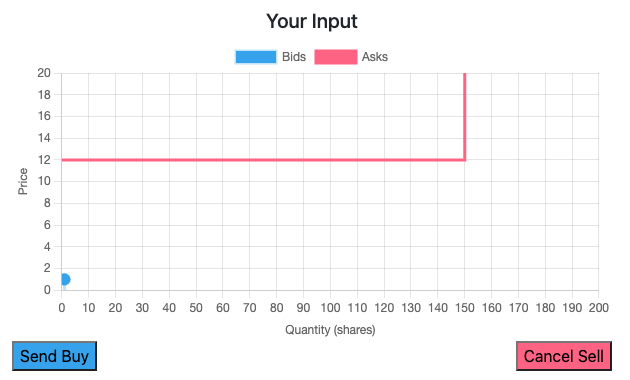 Your Input
Bids Asks
20
18
16
14
12
10
8
6
4
2
0
Price
0 10 20 30 40 50 60 70 80 90 100 110 120 130 140 150 160 170 180 190 200
Quantity (shares)
Send Buy
Cancel Sell